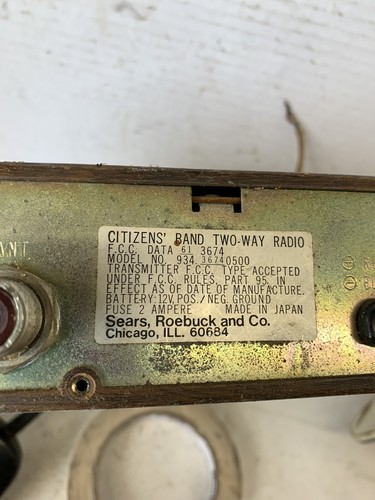 ANT
CITIZENS' BAND TWO-WAY RADIO
F.C.C. DATA 61 3674
MODEL NO. 934.36740500
TRANSMITTER F.C.C. TYPE ACCEPTED
UNDER F.C.C. RULES, PART 95, IN
EFFECT AS OF DATE OF MANUFACTURE.
BATTERY:12V, POS./NEG. GROUND
FUSE 2 AMPERE MADE IN JAPAN
Sears, Roebuck and Co.
Chicago, ILL. 60684